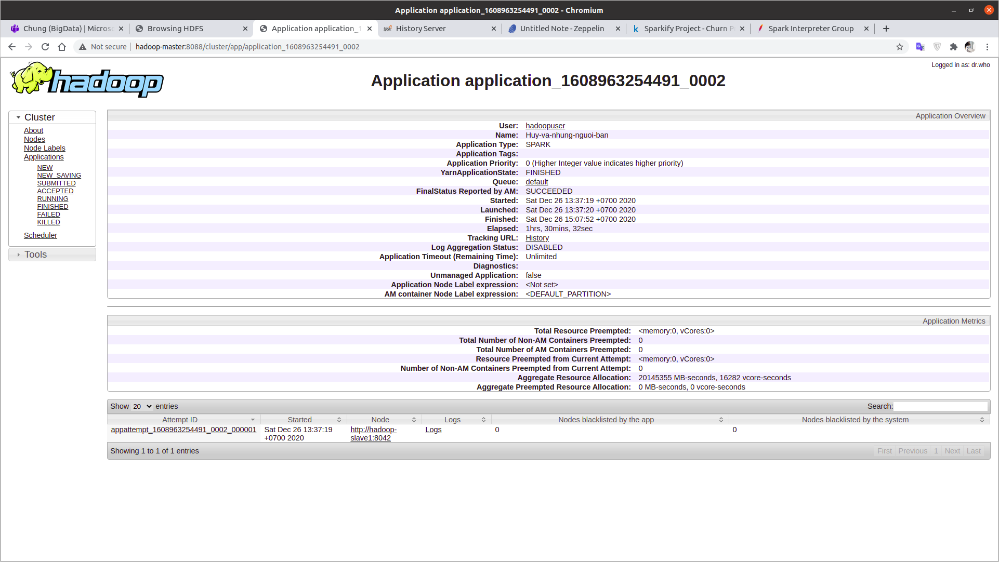 Application application_1608963254491_0002 - Chromium
Chung (BigData) | Micros
Browsing HDFS
Application application_1
History Server
Untitled Note - Zeppelin
Sparkify Project - Churn P
Spark Interpreter Group
Not secure
hadoop-master:8088/cluster/app/application_1608963254491_0002
Logged in as: dr.who
hadoop
Application application_1608963254491_0002
Cluster
About
Nodes
Node Labels
Applications
NEW
NEW_SAVING
SUBMITTED
ACCEPTED
RUNNING
FINISHED
FAILED
KILLED
Scheduler
Tools
Application Overview
User: hadoopuser
Name: Huy-va-nhung-nguoi-ban
Application Type: SPARK
Application Tags:
Application Priority: 0 (Higher Integer value indicates higher priority)
YarnApplicationState: FINISHED
Queue: default
FinalStatus Reported by AM: SUCCEEDED
Started: Sat Dec 26 13:37:19 +0700 2020
Launched: Sat Dec 26 13:37:20 +0700 2020
Finished: Sat Dec 26 15:07:52 +0700 2020
Elapsed: 1hrs, 30mins, 32sec
Tracking URL: History
Log Aggregation Status: DISABLED
Application Timeout (Remaining Time): Unlimited
Diagnostics:
Unmanaged Application: false
Application Node Label expression: <Not set>
AM container Node Label expression: <DEFAULT_PARTITION>
Application Metrics
Total Resource Preempted: <memory:0, vCores:0>
Total Number of Non-AM Containers Preempted: 0
Total Number of AM Containers Preempted: 0
Resource Preempted from Current Attempt: <memory:0, vCores:0>
Number of Non-AM Containers Preempted from Current Attempt: 0
Aggregate Resource Allocation: 20145355 MB-seconds, 16282 vcore-seconds
Aggregate Preempted Resource Allocation: 0 MB-seconds, 0 vcore-seconds
Show 20 entries
Search:
Attempt ID Started Node Logs Nodes blacklisted by the app Nodes blacklisted by the system
appattempt_1608963254491_0002_000001 Sat Dec 26 13:37:19 http://hadoop- Logs 0 0
+0700 2020 slave1:8042
Showing 1 to 1 of 1 entries
First Previous 1 Next Last